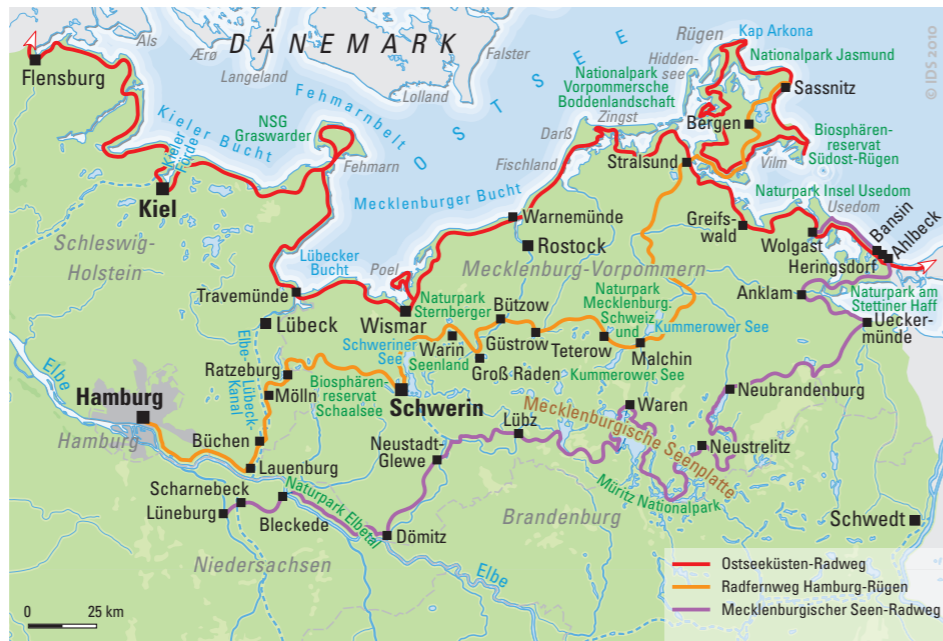 DÄNEMARK
Als
Ærø
Langeland
Lolland
Falster
Flensburg
Fehmarnbelt
OSTSEE
Kieler Bucht
Kieler
Förde
Kiel
NSG
Graswarder
Fehmarn
Rügen
Kap Arkona
Hidden-
see
Nationalpark Jasmund
Nationalpark
Vorpommersche
Boddenlandschaft
Sassnitz
Zingst
Darß
Fischland
Bergen
Biosphären-
reservat
Südost-Rügen
Vilm
Stralsund
Naturpark Insel Usedom
Usedom
Schleswig-
Holstein
Mecklenburger Bucht
Warnemünde
Rostock
Greifs-
wald
Wolgast
Bansin
Ahlbeck
Heringsdorf
Lübecker
Bucht
Poel
Mecklenburg-Vorpommern
Travemünde
Lübeck
Wismar
Naturpark
Sternberger
Seenland
Bützow
Naturpark
Mecklenburg.
Schweiz
und
Kummerower See
Kummerower See
Anklam
Naturpark am
Stettiner Haff
Uecker-
münde
Schweriner
See
Warin
Güstrow
Groß Raden
Teterow
Malchin
Elbe-
Lübeck-
Kanal
Ratzeburg
Mölln
Biosphären-
reservat
Schaalsee
Schwerin
Elbe
Hamburg
Hamburg
Büchen
Lauenburg
Neustadt-
Glewe
Lübz
Waren
Mecklenburgische Seenplatte
Neubrandenburg
Neustrelitz
Müritz Nationalpark
Scharnebeck
Lüneburg
Bleckede
Naturpark Elbetal
Dömitz
Brandenburg
Schwedt
Niedersachsen
Elbe
0 25 km
Ostseeküsten-Radweg
Radfernweg Hamburg-Rügen
Mecklenburgischer Seen-Radweg
© IDS 2010